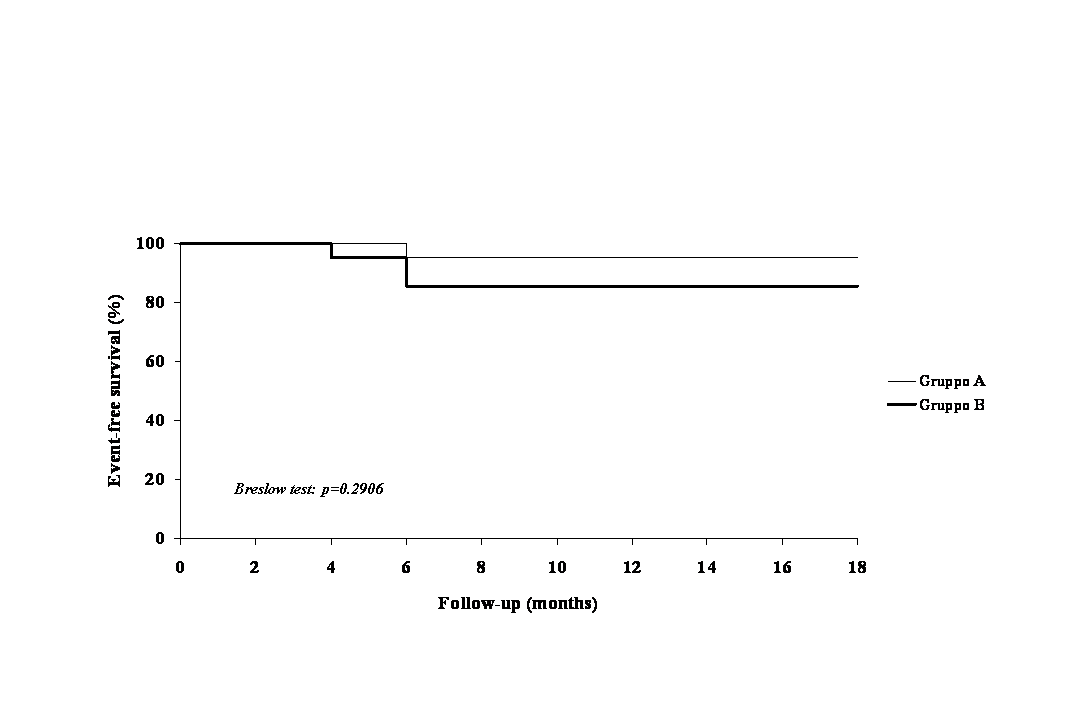 100
80
60
40
20
0
Event-free survival (%)
Breslow test: p=0.2906
0 2 4 6 8 10 12 14 16 18
Follow-up (months)
Gruppo A
Gruppo B